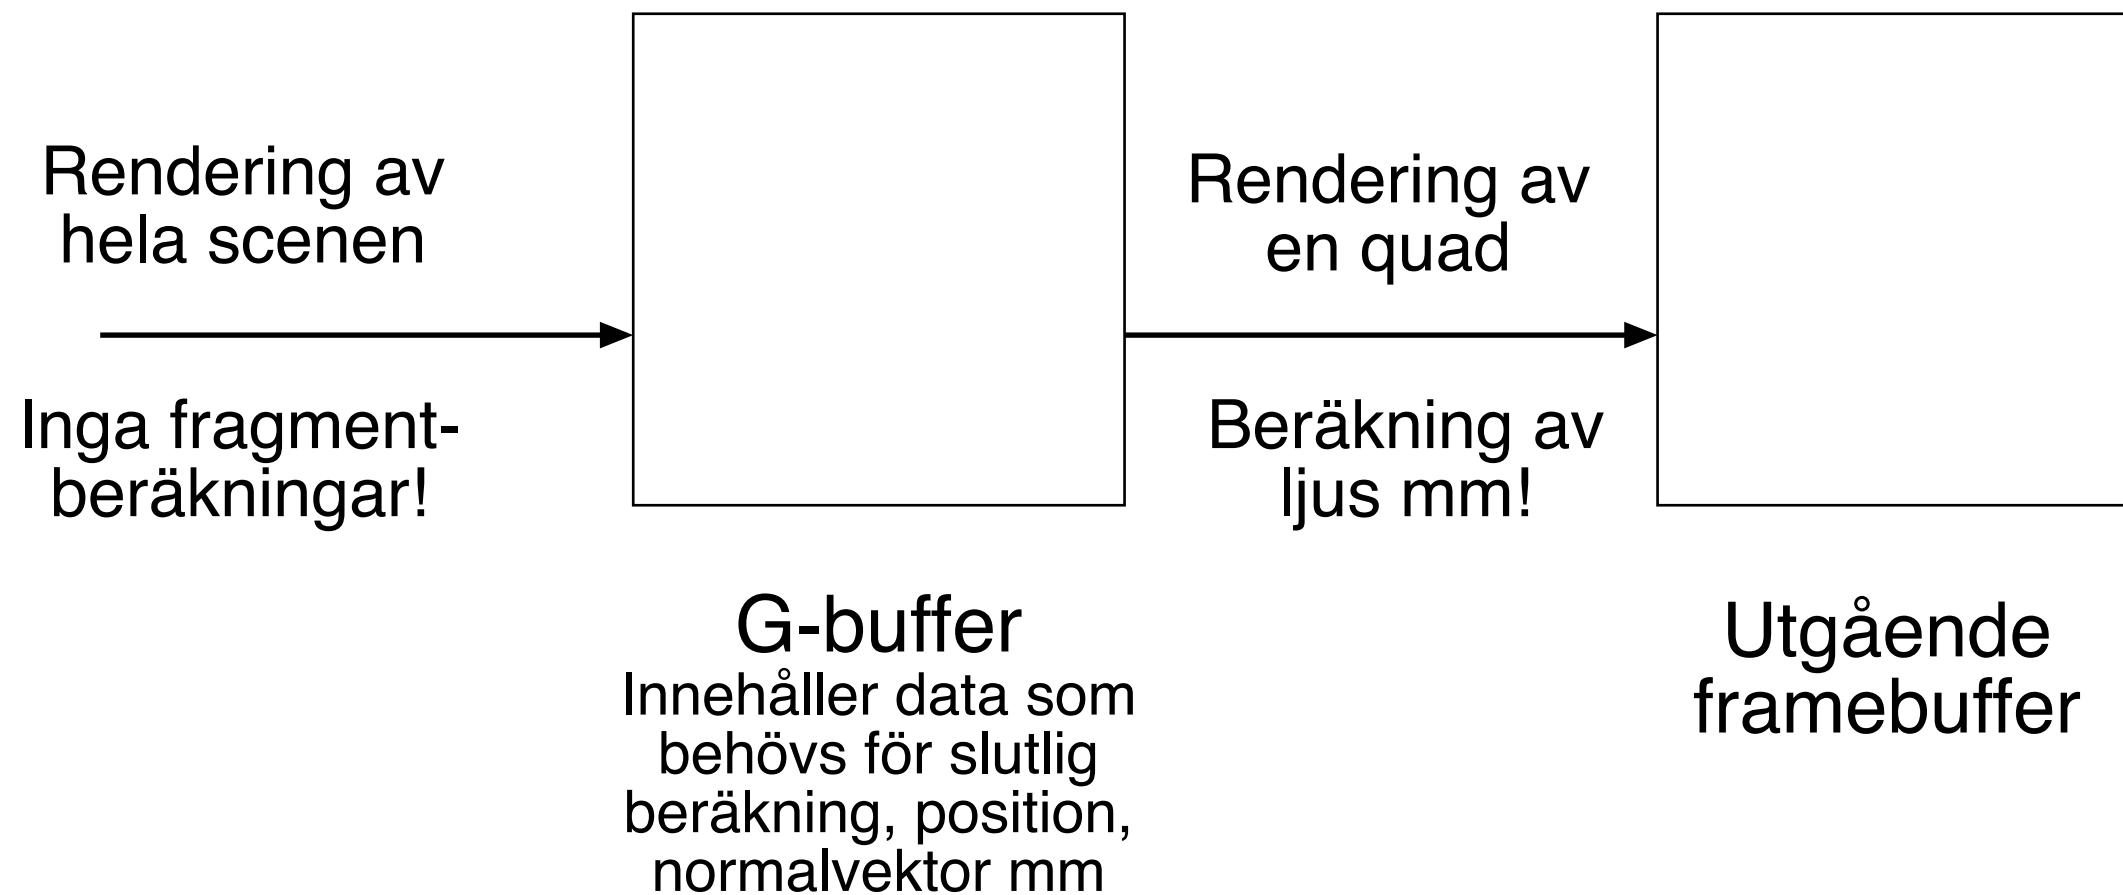 Rendering av
hela scenen
Inga fragment-
beräkningar!
G-buffer
Innehåller data som
behövs för slutlig
beräkning, position,
normalvektor mm
Rendering av
en quad
Beräkning av
ljus mm!
Utgående
framebuffer